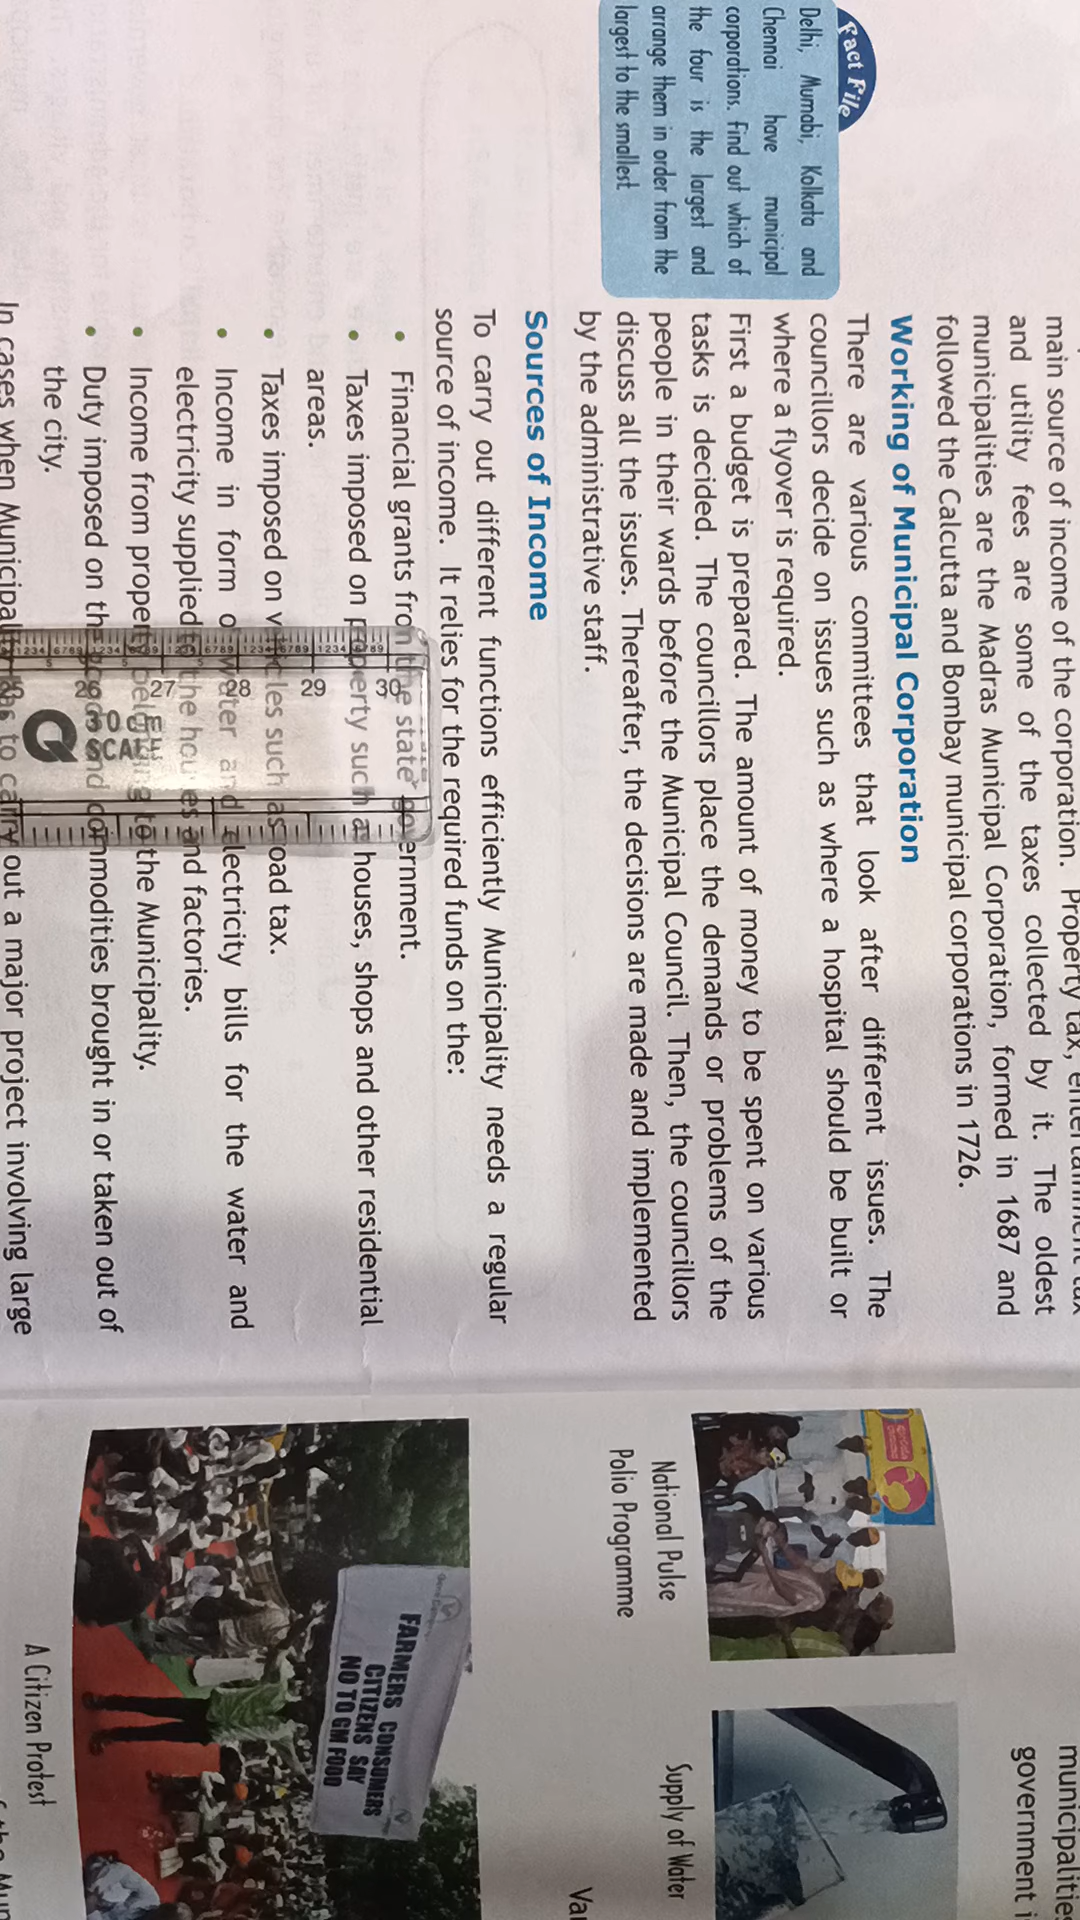 main source of income of the corporation. Property tax, entertainment tax
and utility fees are some of the taxes collected by it. The oldest
municipalities are the Madras Municipal Corporation, formed in 1687 and
followed the Calcutta and Bombay municipal corporations in 1726.
Fact File
Delhi, Mumabi, Kolkata and
Chennai have municipal
corporations. Find out which of
the four is the largest and
arrange them in order from the
largest to the smallest
Working of Municipal Corporation
There are various committees that look after different issues. The
councillors decide on issues such as where a hospital should be built or
where a flyover is required.
First a budget is prepared. The amount of money to be spent on various
tasks is decided. The councillors place the demands or problems of the
people in their wards before the Municipal Council. Then, the councillors
discuss all the issues. Thereafter, the decisions are made and implemented
by the administrative staff.
Sources of Income
To carry out different functions efficiently Municipality needs a regular
source of income. It relies for the required funds on the:
• Financial grants from the state government.
• Taxes imposed on property such as houses, shops and other residential
areas.
• Taxes imposed on vehicles such as road tax.
• Income in form of water and electricity bills for the water and
electricity supplied to the houses and factories.
• Income from property belonging to the Municipality.
• Duty imposed on the goods and commodities brought in or taken out of
the city.
In cases when Municipality has to carry out a major project involving large
26 27 28 29 30
SCALE
municipalities
government i
National Pulse
Polio Programme
Supply of Water
Var
FARMERS CONSUMERS
CITIZENS SAY
NO TO GM FOOD
A Citizen Protest